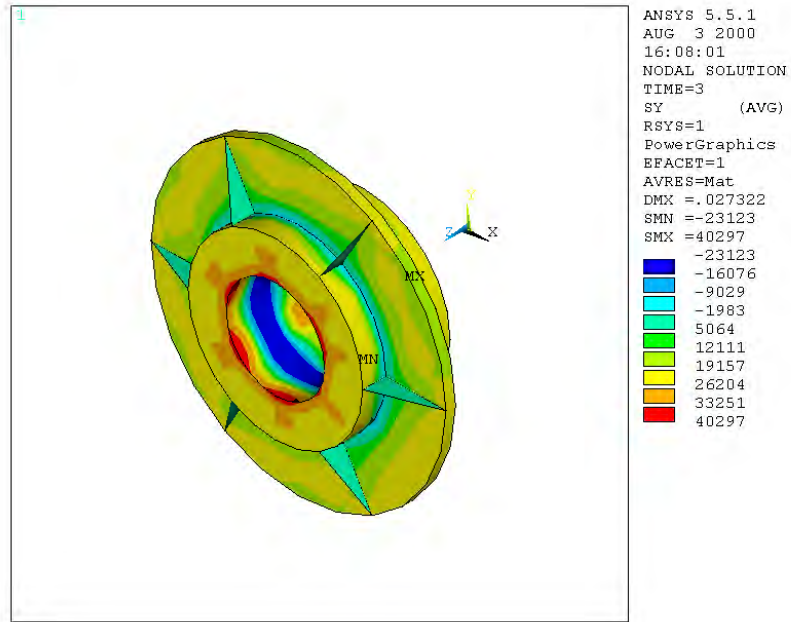 1
ANSYS 5.5.1
AUG 3 2000
16:08:01
NODAL SOLUTION
TIME=3
SY (AVG)
RSYS=1
PowerGraphics
EFACET=1
AVRES=Mat
DMX =.027322
SMN =-23123
SMX =40297
-23123
-16076
-9029
-1983
5064
12111
19157
26204
33251
40297
Y
Z X
MX
MN